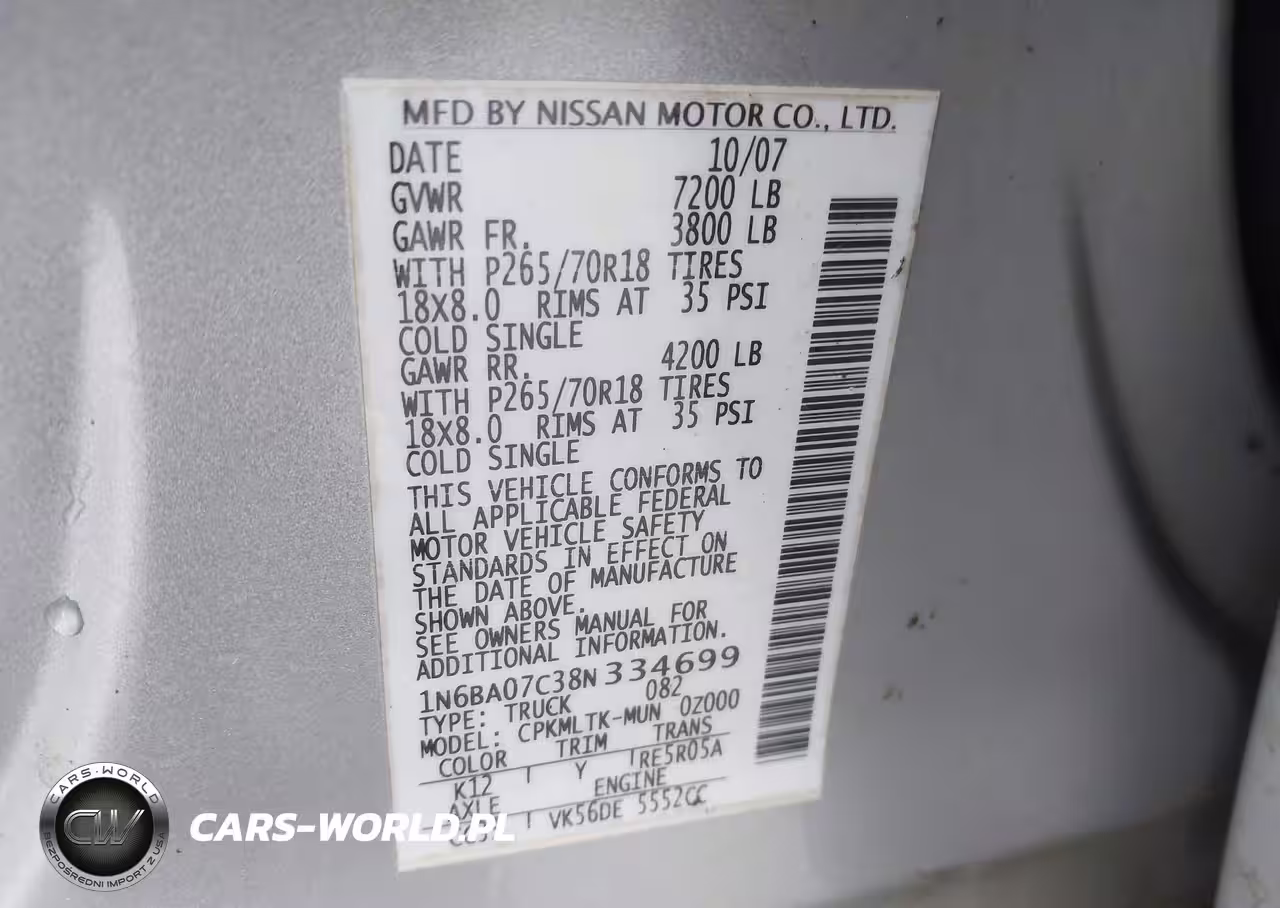 MFD BY NISSAN MOTOR CO., LTD.
DATE 10/07
GVWR 7200 LB
GAWR FR. 3800 LB
WITH P265/70R18 TIRES
18X8.0 RIMS AT 35 PSI
COLD SINGLE
GAWR RR. 4200 LB
WITH P265/70R18 TIRES
18X8.0 RIMS AT 35 PSI
COLD SINGLE
THIS VEHICLE CONFORMS TO
ALL APPLICABLE FEDERAL
MOTOR VEHICLE SAFETY
STANDARDS IN EFFECT ON
THE DATE OF MANUFACTURE
SHOWN ABOVE.
SEE OWNERS MANUAL FOR
ADDITIONAL INFORMATION.
1N6BA07C38N334699
TYPE: TRUCK 082
MODEL: CPKMLTK-MUN 0Z000
COLOR TRIM TRANS
K12 Y RE5R05A
AXLE ENGINE
VK56DE 5552CC
CARS-WORLD
CW
BEZPOŚREDNI IMPORT Z USA
CARS-WORLD.PL